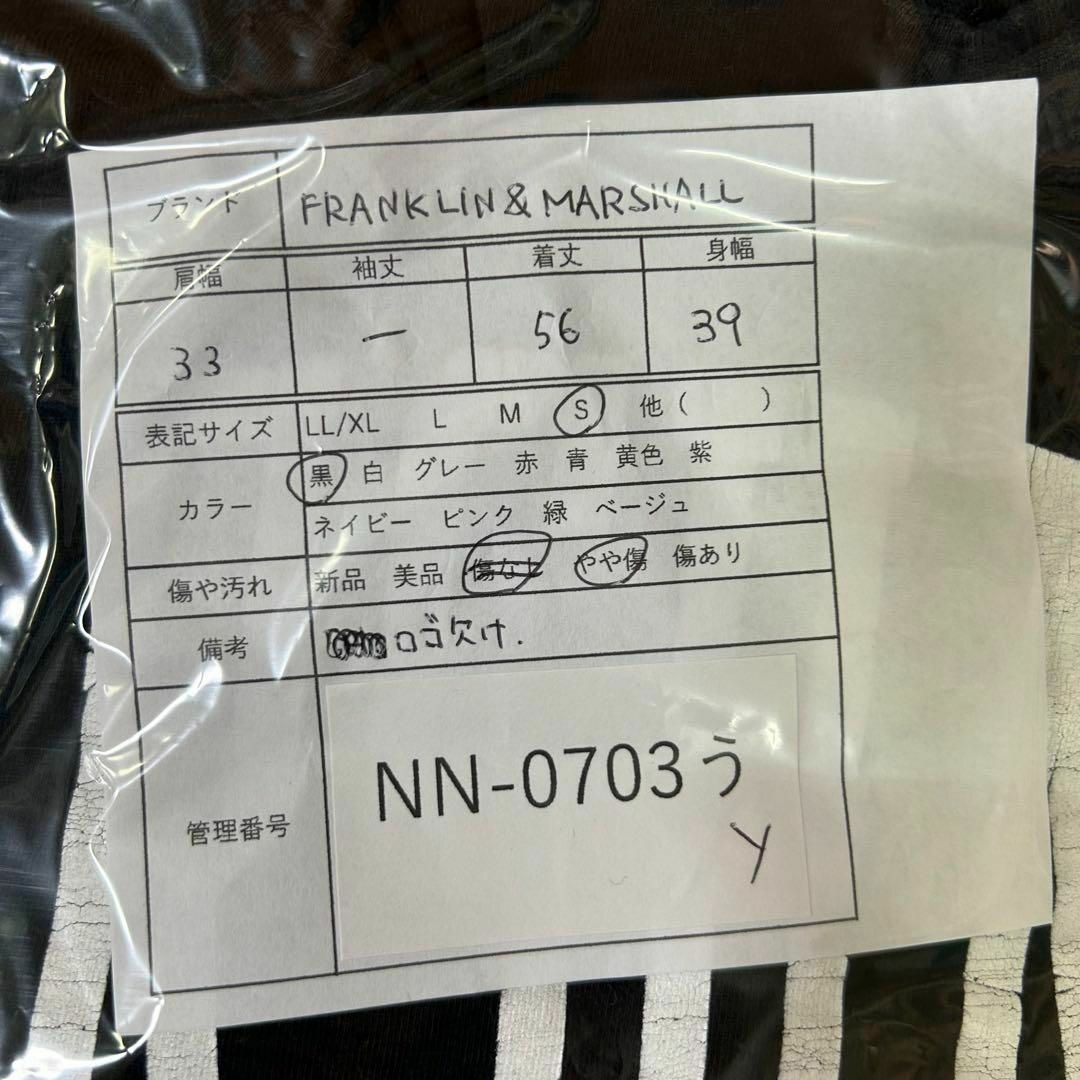 ブランド FRANKLIN & MARSHALL
肩幅 袖丈 着丈 身幅
33 ー 56 39
表記サイズ LL/XL L M S 他( )
カラー 黒 白 グレー 赤 青 黄色 紫
ネイビー ピンク 緑 ベージュ
傷や汚れ 新品 美品 傷なし やや傷 傷あり
備考 ロゴ欠け.
管理番号 NN-0703う
y